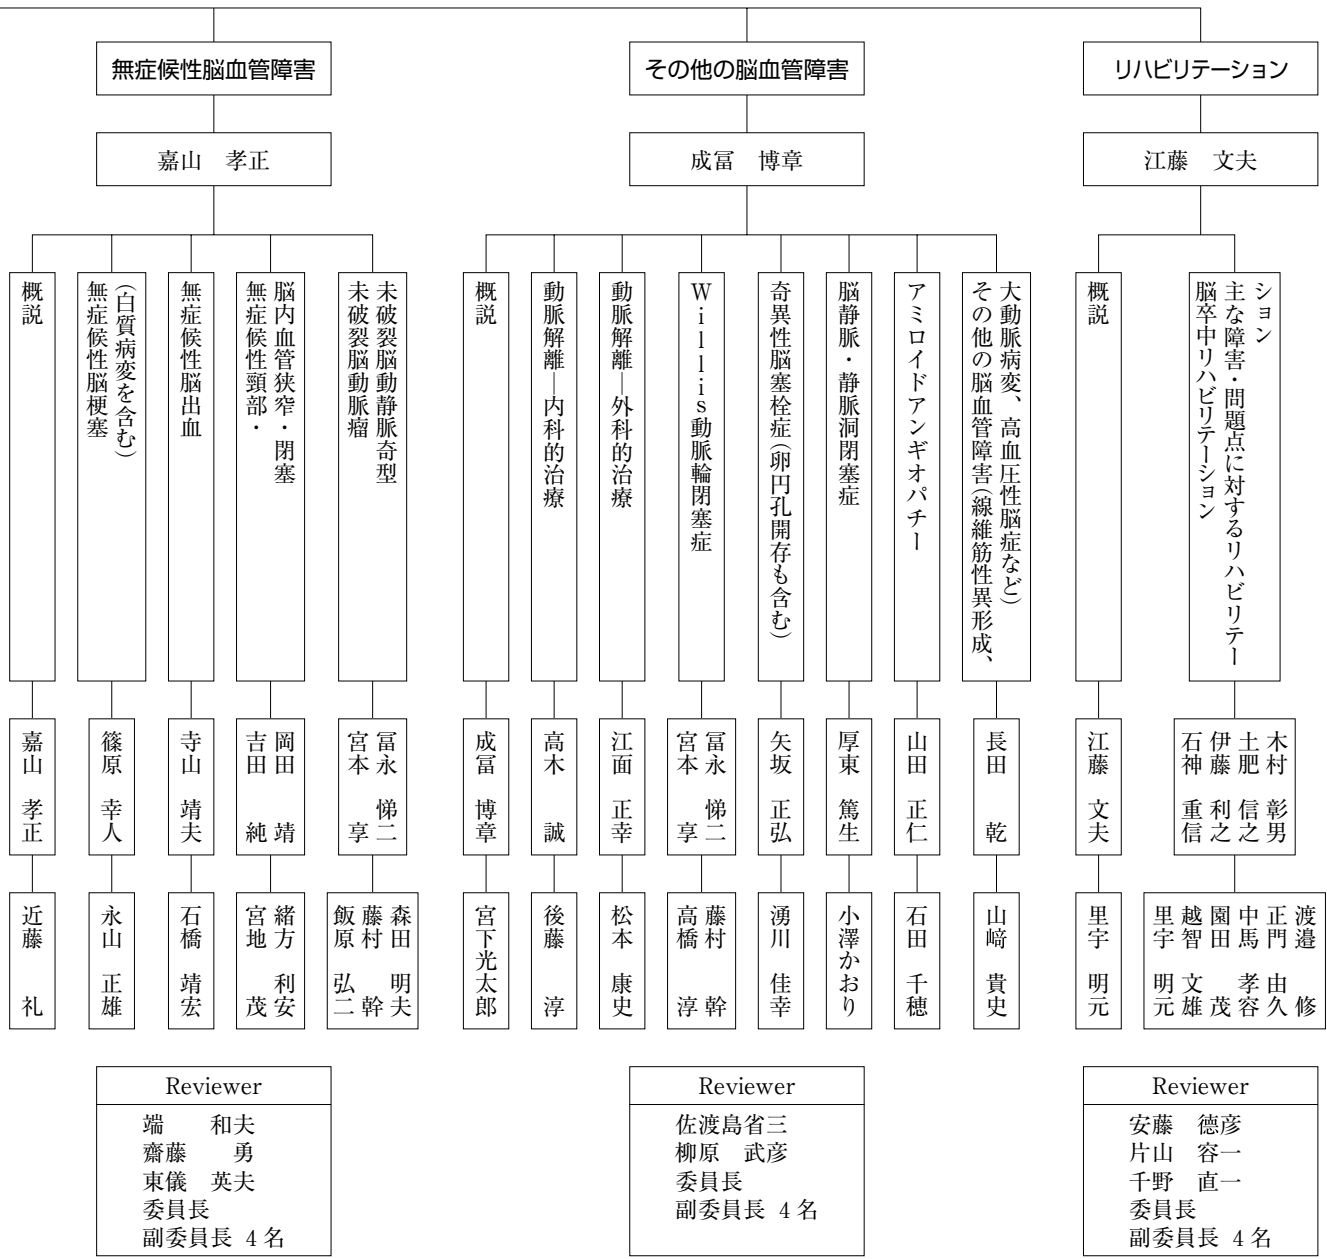 無症候性脳血管障害
嘉山　孝正
概説
嘉山　孝正
近藤　礼
無症候性脳梗塞
(白質病変を含む)
篠原　幸人
永山　正雄
無症候性脳出血
寺山　靖夫
石橋　靖宏
無症候性頸部・
脳内血管狭窄・閉塞
岡田　靖
吉田　純
緒方　利安
宮地　茂
未破裂脳動静脈奇型
未破裂脳動脈瘤
冨永　悌二
宮本　享
森田　明夫
藤村　幹
飯原　弘二
Reviewer
端　和夫
齋藤　勇
東儀　英夫
委員長
副委員長 4名
その他の脳血管障害
成冨　博章
概説
成冨　博章
宮下光太郎
動脈解離―内科的治療
高木　誠
後藤　淳
動脈解離―外科的治療
江面　正幸
松本　康史
Willis動脈輪閉塞症
冨永　悌二
宮本　享
藤村　幹
高橋　淳
奇異性脳塞栓症(卵円孔開存も含む)
矢坂　正弘
湧川　佳幸
脳静脈・静脈洞閉塞症
厚東　篤生
小澤かおり
アミロイドアンギオパチー
山田　正仁
石田　千穂
その他の脳血管障害(線維筋性異形成、
大動脈病変、高血圧性脳症など)
長田　乾
山﨑　貴史
Reviewer
佐渡島省三
柳原　武彦
委員長
副委員長 4名
リハビリテーション
江藤　文夫
概説
江藤　文夫
里宇　明元
脳卒中リハビリテーション
主な障害・問題点に対するリハビリテー
ション
木村　彰男
土肥　信之
伊藤　利之
石神　重信
渡邉　修
正門　由久
中馬　孝容
園田　茂
越智　文雄
里宇　明元
Reviewer
安藤　徳彦
片山　容一
千野　直一
委員長
副委員長 4名